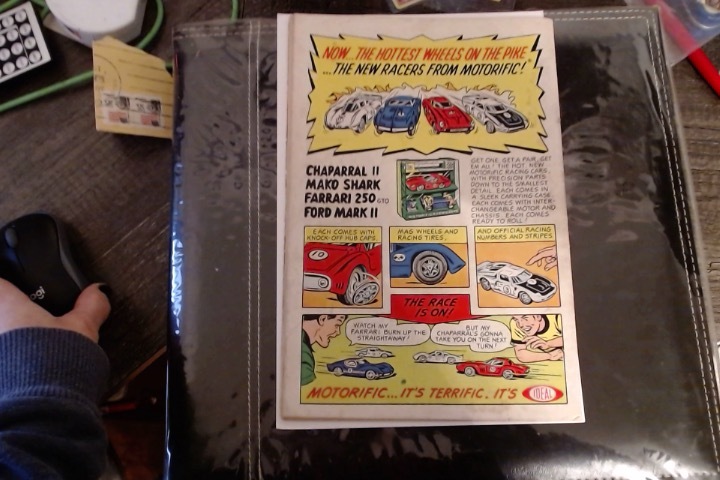 NOW...THE HOTTEST WHEELS ON THE PIKE
...THE NEW RACERS FROM MOTORIFIC!
CHAPARRAL II
MAKO SHARK
FARRARI 250 GTO
FORD MARK II
GET ONE, GET A PAIR, GET
EM ALL! THE HOT, NEW
MOTORIFIC RACING CARS,
WITH PRECISION PARTS
DOWN TO THE SMALLEST
DETAIL. EACH COMES IN
A SLEEK CARRYING CASE.
EACH COMES WITH INTER-
CHANGEABLE MOTOR AND
CHASSIS. EACH COMES
READY TO ROLL!
EACH COMES WITH
KNOCK-OFF HUB CAPS.
MAG WHEELS AND
RACING TIRES.
AND OFFICIAL RACING
NUMBERS AND STRIPES
10
THE RACE
IS ON!
WATCH MY
FARRARI BURN UP THE
STRAIGHTAWAY!
BUT MY
CHAPARRAL'S GONNA
TAKE YOU ON THE NEXT
TURN!
MOTORIFIC...IT'S TERRIFIC. IT'S IDEAL
logi